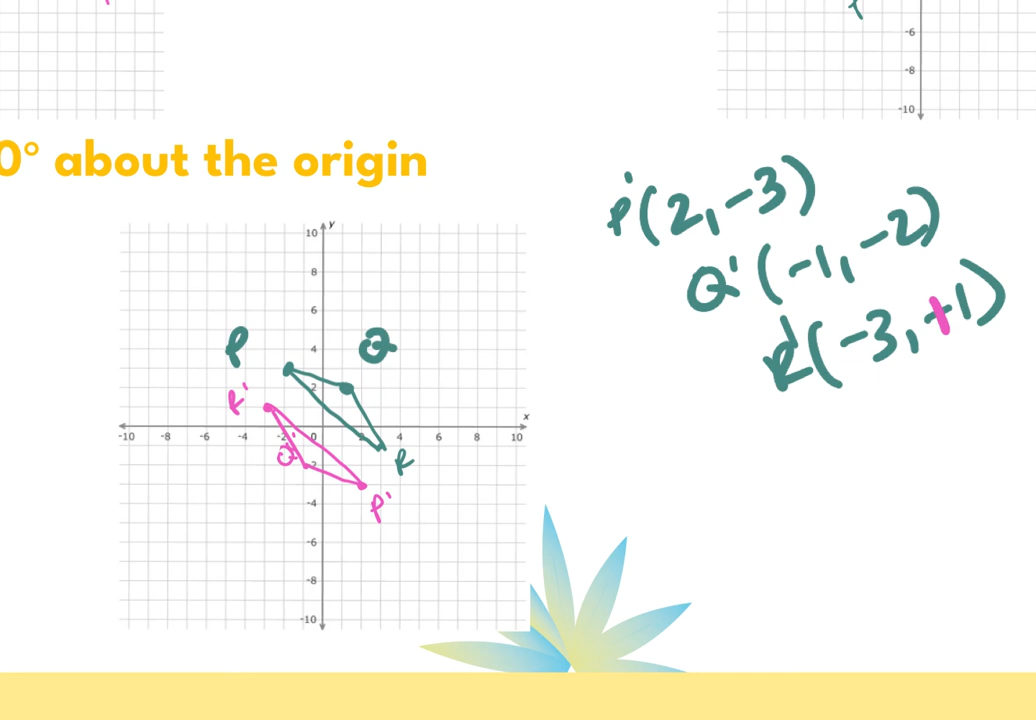 -6
-8
-10
0° about the origin
P'(2, -3)
Q'(-1, -2)
R'(-3, +1)
y
10
8
6
P
4
Q
R'
2
x
-10 -8 -6 -4 -2 0 2 4 6 8 10
Q'
-2
R
-4
P'
-6
-8
-10